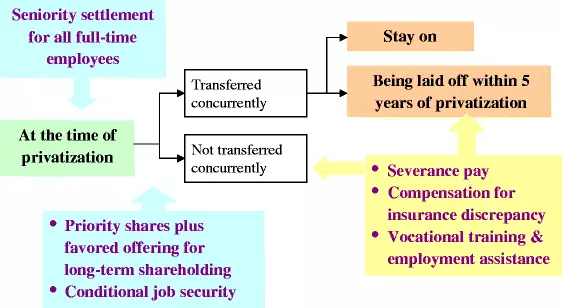 Seniority settlement
for all full-time
employees
At the time of
privatization
Transferred
concurrently
Not transferred
concurrently
Stay on
Being laid off within 5
years of privatization
• Priority shares plus
favored offering for
long-term shareholding
• Conditional job security
• Severance pay
• Compensation for
insurance discrepancy
• Vocational training &
employment assistance